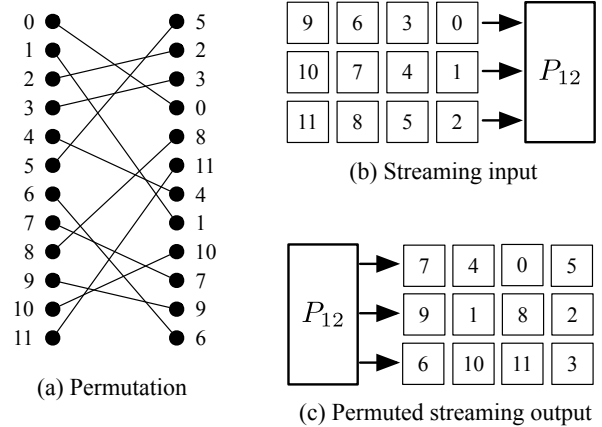 0 5
1 2
2 3
3 0
4 8
5 11
6 4
7 1
8 10
9 7
10 9
11 6
(a) Permutation
9 6 3 0
10 7 4 1
11 8 5 2
P12
(b) Streaming input
P12
7 4 0 5
9 1 8 2
6 10 11 3
(c) Permuted streaming output